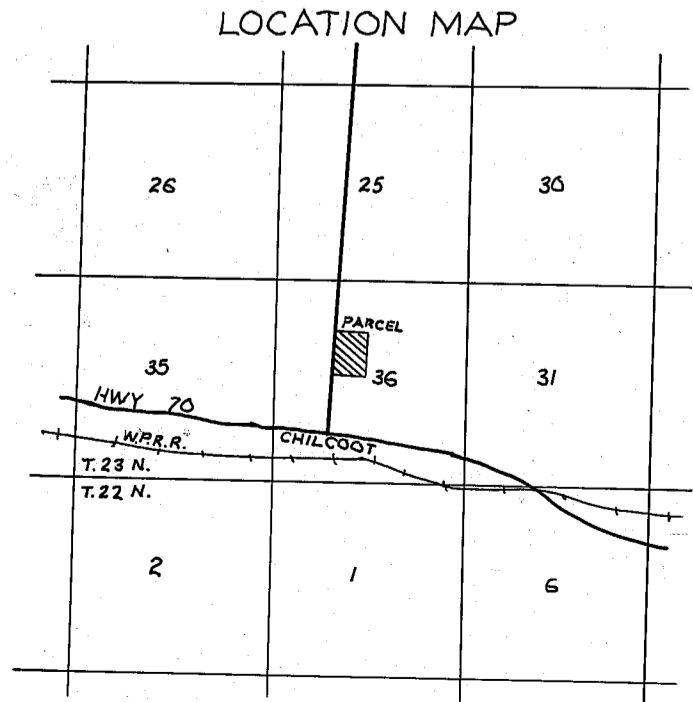 LOCATION MAP
26
25
30
PARCEL
35
36
31
HWY 70
W.P.R.R.
CHILCOOT
T. 23 N.
T. 22 N.
2
1
6